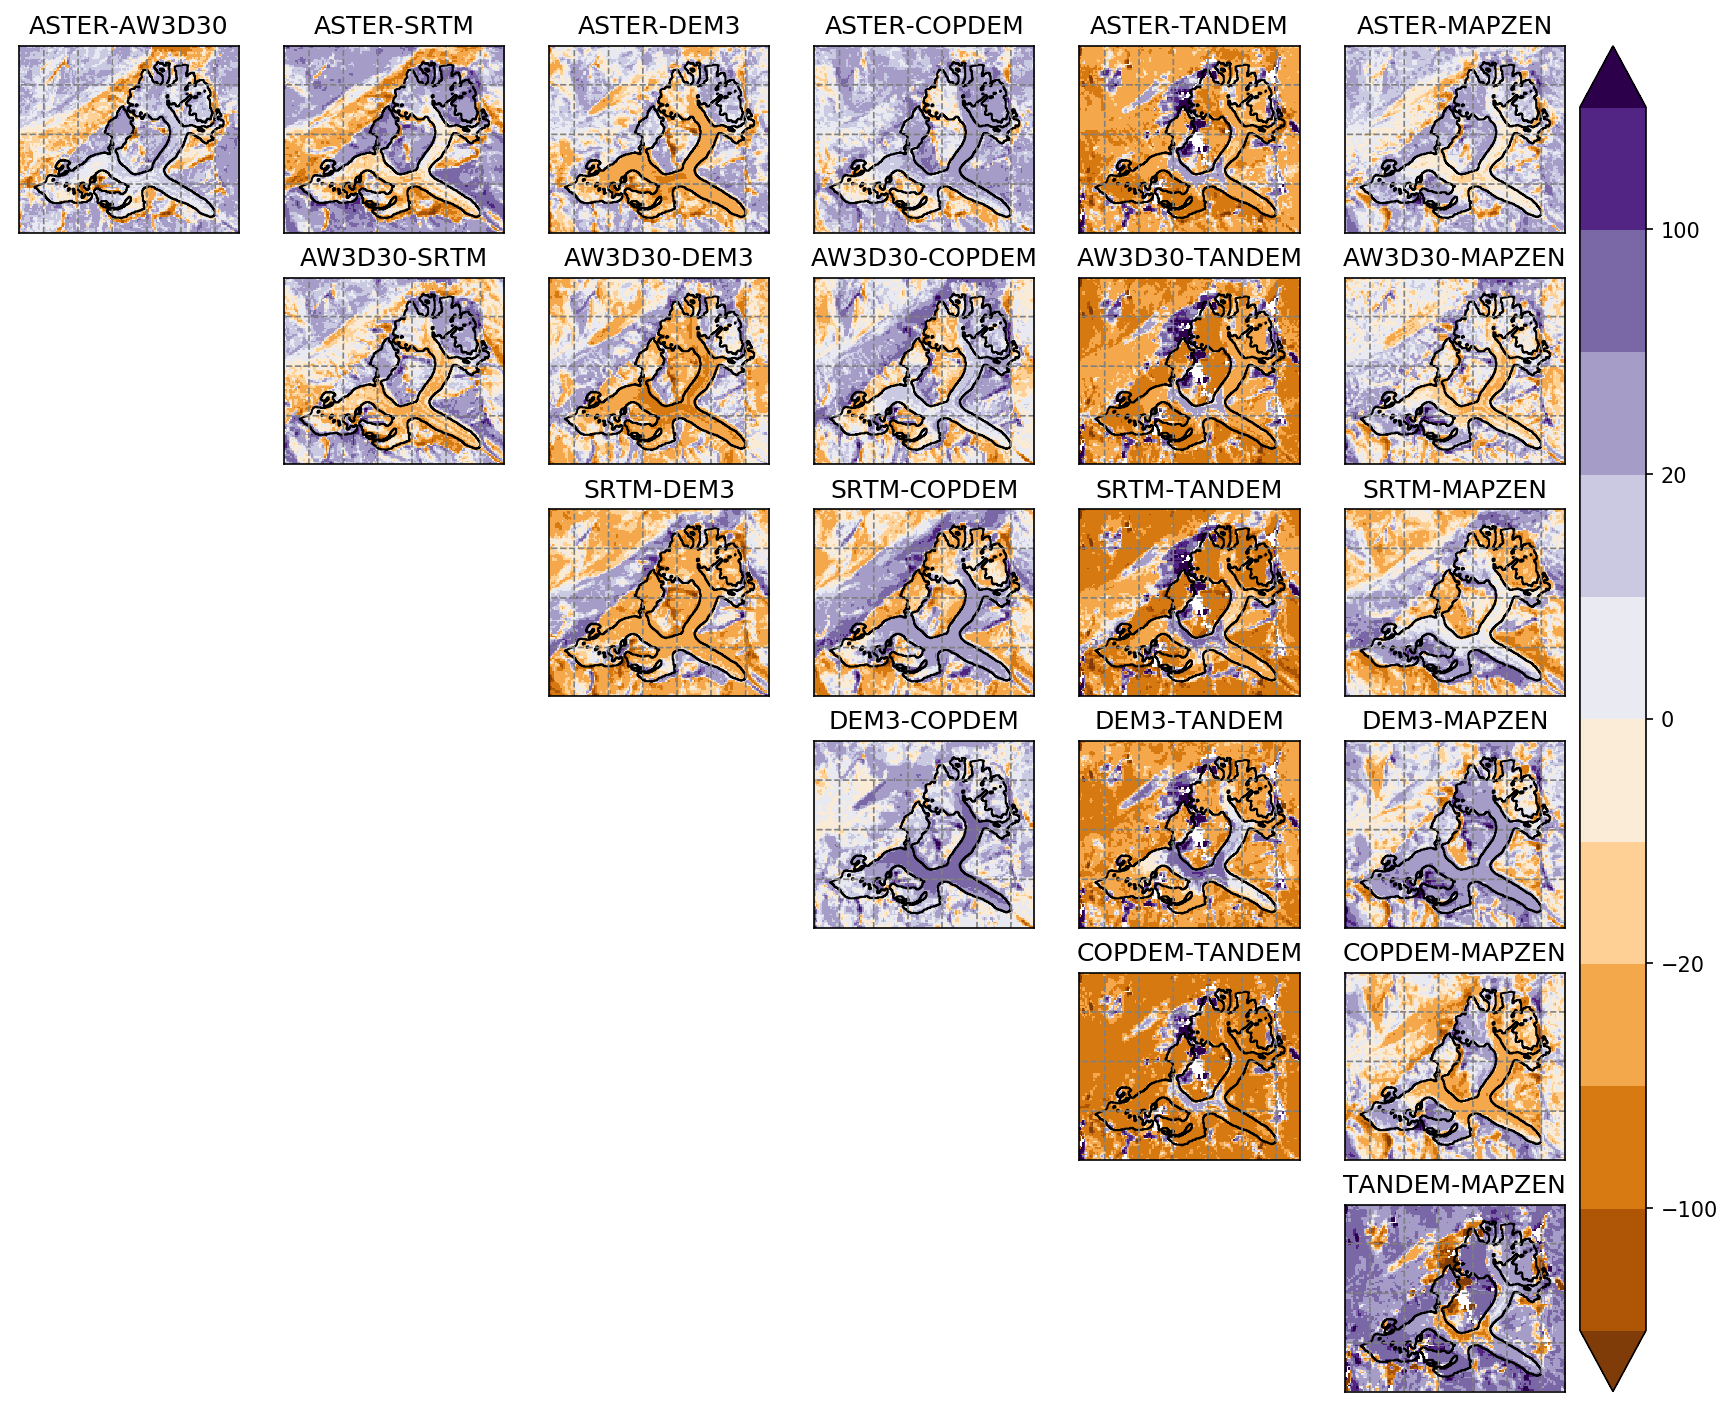 ASTER-AW3D30 ASTER-SRTM ASTER-DEM3 ASTER-COPDEM ASTER-TANDEM ASTER-MAPZEN
AW3D30-SRTM AW3D30-DEM3 AW3D30-COPDEM AW3D30-TANDEM AW3D30-MAPZEN
SRTM-DEM3 SRTM-COPDEM SRTM-TANDEM SRTM-MAPZEN
DEM3-COPDEM DEM3-TANDEM DEM3-MAPZEN
COPDEM-TANDEM COPDEM-MAPZEN
TANDEM-MAPZEN
100
20
0
−20
−100